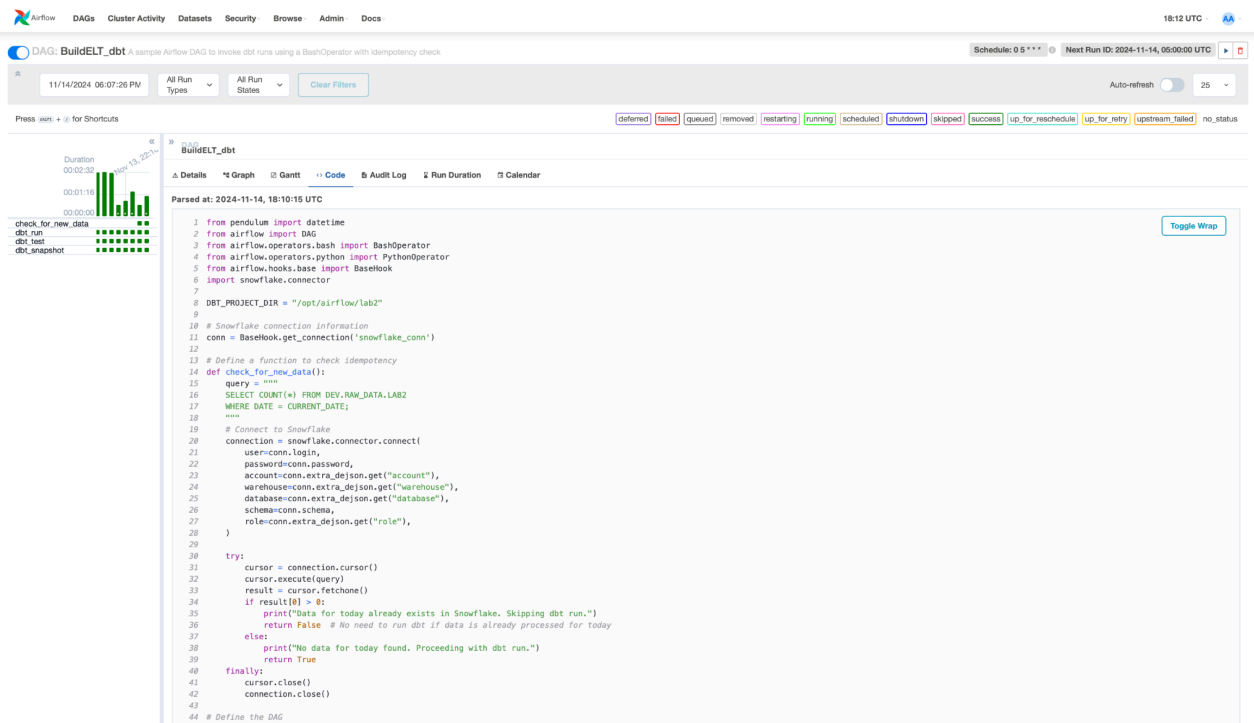 Airflow DAGs Cluster Activity Datasets Security Browse Admin Docs 18:12 UTC AA
DAG: BuildELT_dbt A sample Airflow DAG to invoke dbt runs using a BashOperator with idempotency check Schedule: 0 5 * * * Next Run ID: 2024-11-14, 05:00:00 UTC
11/14/2024 06:07:26 PM All Run Types All Run States Clear Filters Auto-refresh 25
Press SHIFT + / for Shortcuts deferred failed queued removed restarting running scheduled shutdown skipped success up_for_reschedule up_for_retry upstream_failed no_status
Duration
00:02:32
00:01:16
00:00:00
Nov 13, 22:14
check_for_new_data
dbt_run
dbt_test
dbt_snapshot
DAG
BuildELT_dbt
Details Graph Gantt <> Code Audit Log Run Duration Calendar
Parsed at: 2024-11-14, 18:10:15 UTC
Toggle Wrap
1 from pendulum import datetime
2 from airflow import DAG
3 from airflow.operators.bash import BashOperator
4 from airflow.operators.python import PythonOperator
5 from airflow.hooks.base import BaseHook
6 import snowflake.connector
7
8 DBT_PROJECT_DIR = "/opt/airflow/lab2"
9
10 # Snowflake connection information
11 conn = BaseHook.get_connection('snowflake_conn')
12
13 # Define a function to check idempotency
14 def check_for_new_data():
15     query = """
16     SELECT COUNT(*) FROM DEV.RAW_DATA.LAB2
17     WHERE DATE = CURRENT_DATE;
18     """
19     # Connect to Snowflake
20     connection = snowflake.connector.connect(
21         user=conn.login,
22         password=conn.password,
23         account=conn.extra_dejson.get("account"),
24         warehouse=conn.extra_dejson.get("warehouse"),
25         database=conn.extra_dejson.get("database"),
26         schema=conn.schema,
27         role=conn.extra_dejson.get("role"),
28     )
29
30     try:
31         cursor = connection.cursor()
32         cursor.execute(query)
33         result = cursor.fetchone()
34         if result[0] > 0:
35             print("Data for today already exists in Snowflake. Skipping dbt run.")
36             return False  # No need to run dbt if data is already processed for today
37         else:
38             print("No data for today found. Proceeding with dbt run.")
39             return True
40     finally:
41         cursor.close()
42         connection.close()
43
44 # Define the DAG